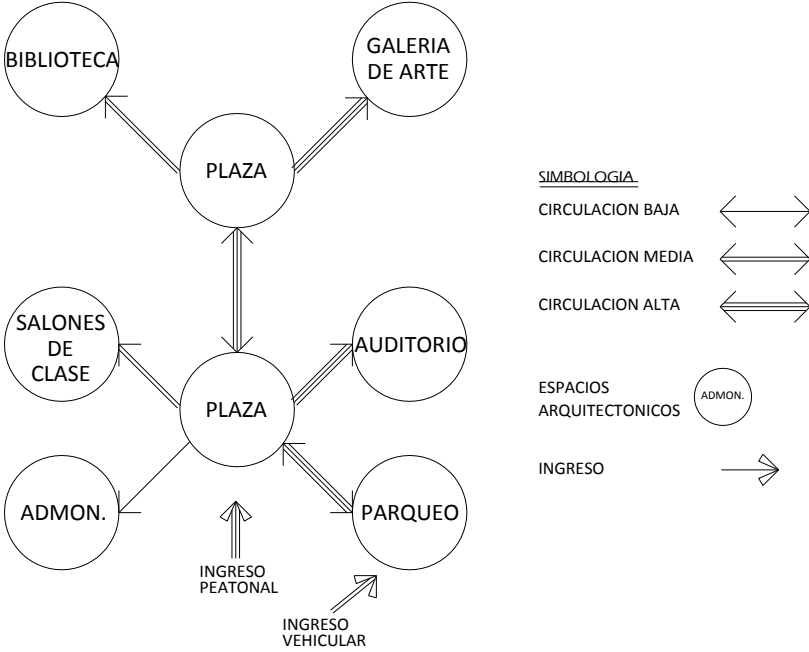 BIBLIOTECA
GALERIA
DE ARTE
PLAZA
SALONES
DE
CLASE
AUDITORIO
PLAZA
ADMON.
PARQUEO
INGRESO
PEATONAL
INGRESO
VEHICULAR
SIMBOLOGIA
CIRCULACION BAJA
CIRCULACION MEDIA
CIRCULACION ALTA
ESPACIOS
ARQUITECTONICOS
ADMON.
INGRESO